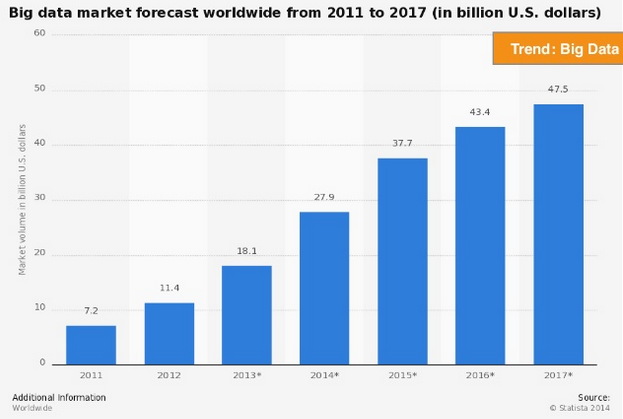 Big data market forecast worldwide from 2011 to 2017 (in billion U.S. dollars)
Trend: Big Data
Market volume in billion U.S. dollars
60
50
40
30
20
10
0
7.2
11.4
18.1
27.9
37.7
43.4
47.5
2011 2012 2013* 2014* 2015* 2016* 2017*
Additional Information
Worldwide
Source:
© Statista 2014